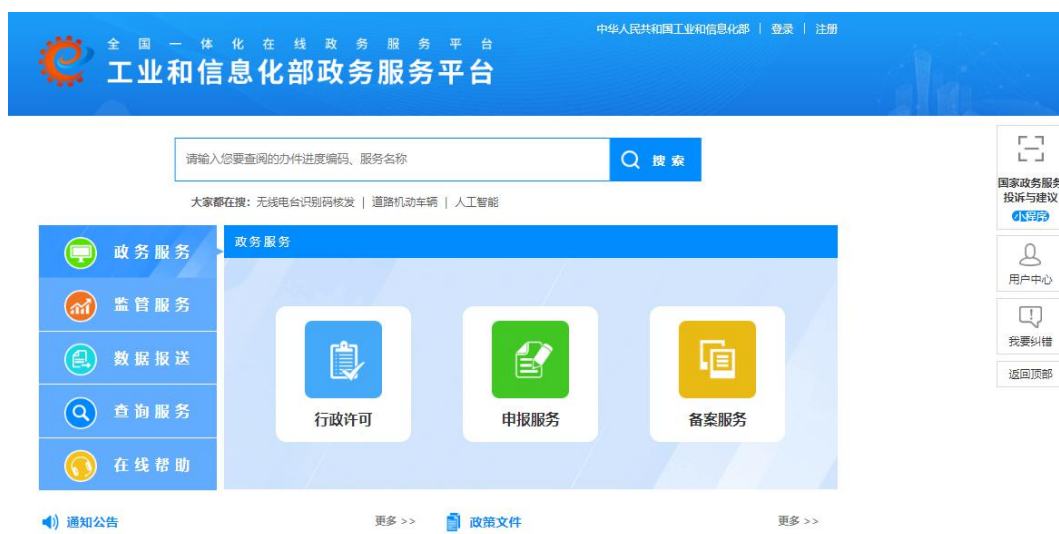 中华人民共和国工业和信息化部 | 登录 | 注册
全国一体化在线政务服务平台
工业和信息化部政务服务平台
请输入您要查阅的办件进度编码、服务名称
搜索
大家都在搜：无线电台识别码核发 | 道路机动车辆 | 人工智能
政务服务
监管服务
数据报送
查询服务
在线帮助
政务服务
行政许可
申报服务
备案服务
国家政务服务
投诉与建议
小程序
用户中心
我要纠错
返回顶部
通知公告
更多 >>
政策文件
更多 >>